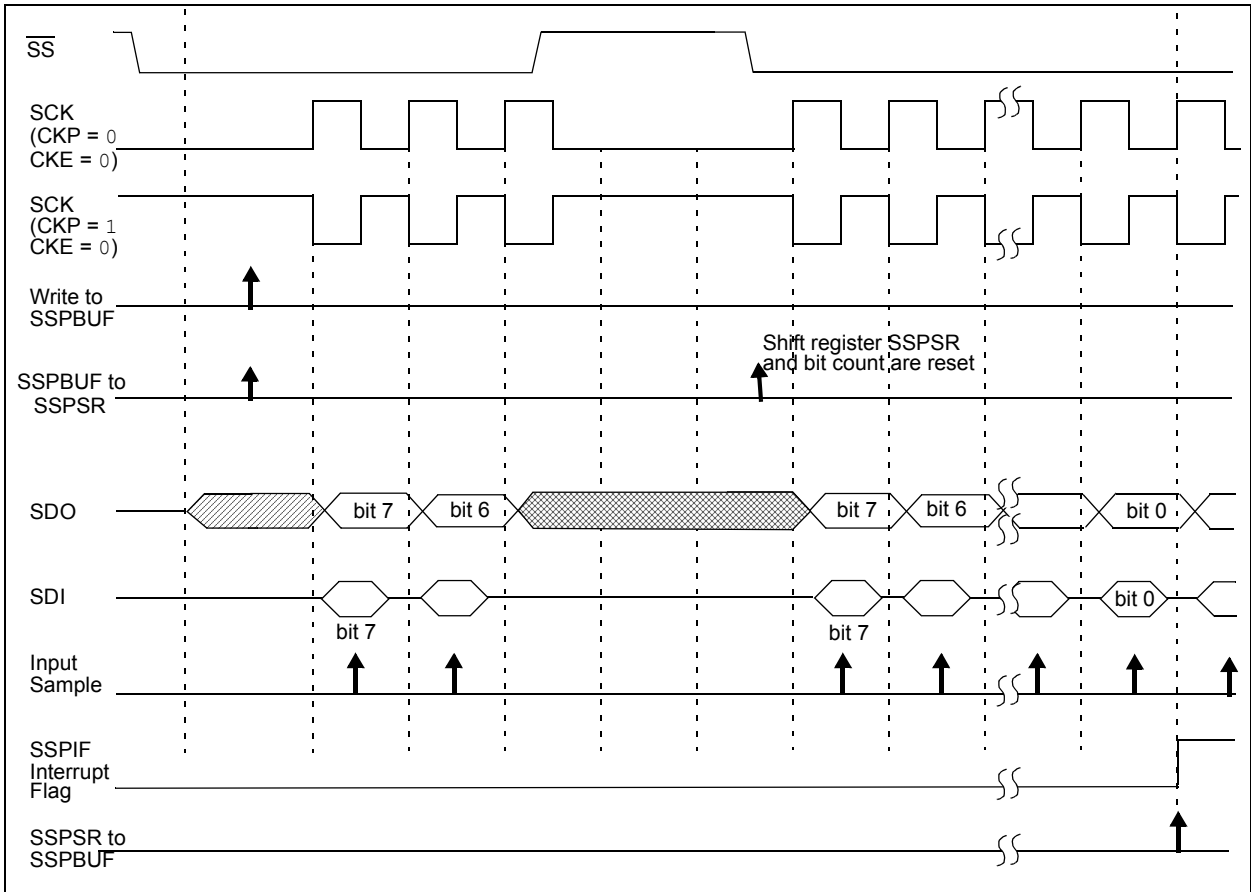 SS
SCK
(CKP = 0
CKE = 0)
SCK
(CKP = 1
CKE = 0)
Write to
SSPBUF
Shift register SSPSR
and bit count are reset
SSPBUF to
SSPSR
SDO
bit 7
bit 6
bit 7
bit 6
bit 0
SDI
bit 0
bit 7
bit 7
Input
Sample
SSPIF
Interrupt
Flag
SSPSR to
SSPBUF